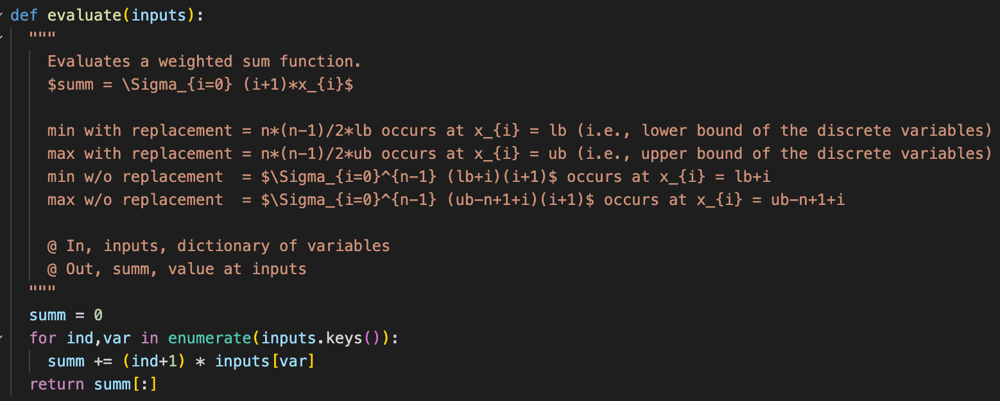 def evaluate(inputs):
"""
Evaluates a weighted sum function.
$summ = \Sigma_{i=0} (i+1)*x_{i}$
min with replacement = n*(n-1)/2*lb occurs at x_{i} = lb (i.e., lower bound of the discrete variables)
max with replacement = n*(n-1)/2*ub occurs at x_{i} = ub (i.e., upper bound of the discrete variables)
min w/o replacement  = $\Sigma_{i=0}^{n-1} (lb+i)(i+1)$ occurs at x_{i} = lb+i
max w/o replacement  = $\Sigma_{i=0}^{n-1} (ub-n+1+i)(i+1)$ occurs at x_{i} = ub-n+1+i
@ In, inputs, dictionary of variables
@ Out, summ, value at inputs
"""
summ = 0
for ind,var in enumerate(inputs.keys()):
summ += (ind+1) * inputs[var]
return summ[:]